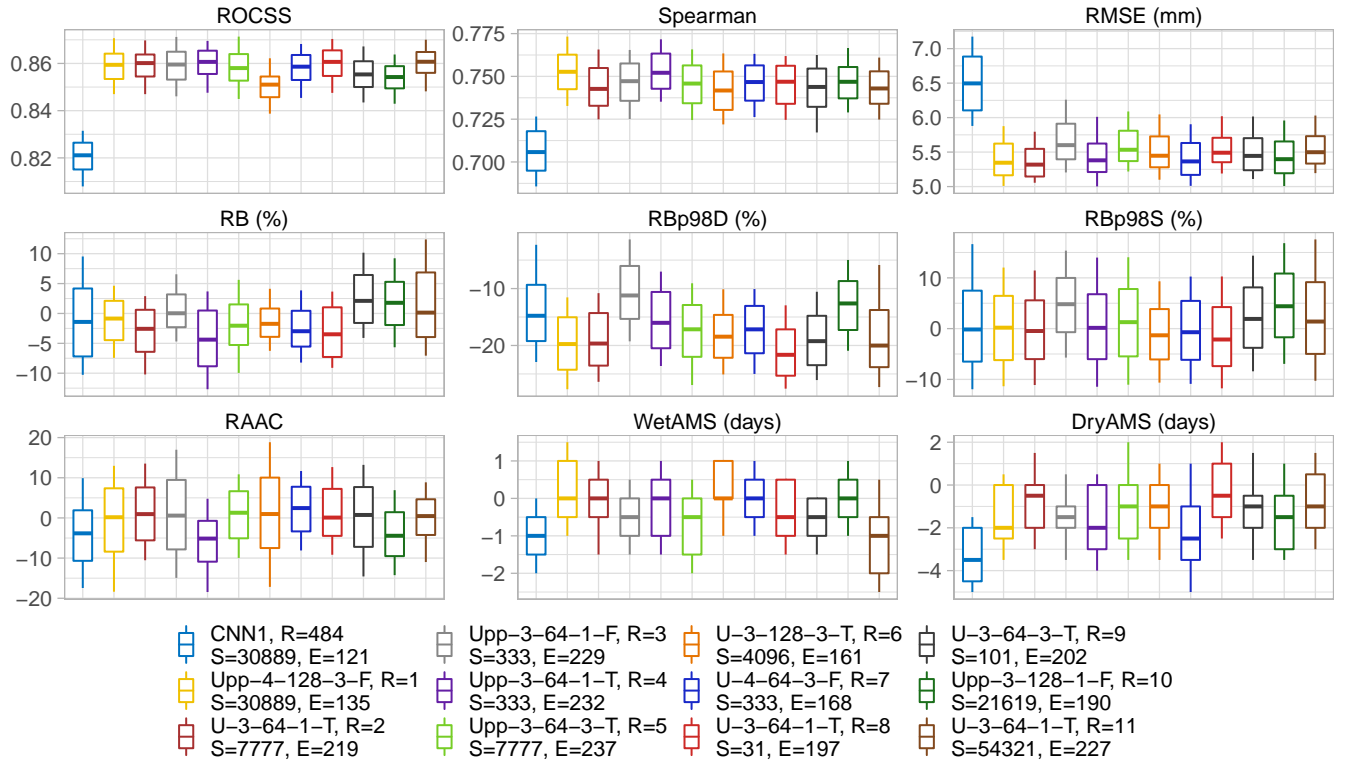 ROCSS
Spearman
RMSE (mm)
0.86
0.84
0.82
0.775
0.750
0.725
0.700
7.0
6.5
6.0
5.5
5.0
RB (%)
RBp98D (%)
RBp98S (%)
10
5
0
−5
−10
−10
−20
10
0
−10
RAAC
WetAMS (days)
DryAMS (days)
20
10
0
−10
−20
1
0
−1
−2
2
0
−2
−4
CNN1, R=484
S=30889, E=121
Upp−4−128−3−F, R=1
S=30889, E=135
U−3−64−1−T, R=2
S=7777, E=219
Upp−3−64−1−F, R=3
S=333, E=229
Upp−3−64−1−T, R=4
S=333, E=232
Upp−3−64−3−T, R=5
S=7777, E=237
U−3−128−3−T, R=6
S=4096, E=161
U−4−64−3−F, R=7
S=333, E=168
U−3−64−1−T, R=8
S=31, E=197
U−3−64−3−T, R=9
S=101, E=202
Upp−3−128−1−F, R=10
S=21619, E=190
U−3−64−1−T, R=11
S=54321, E=227